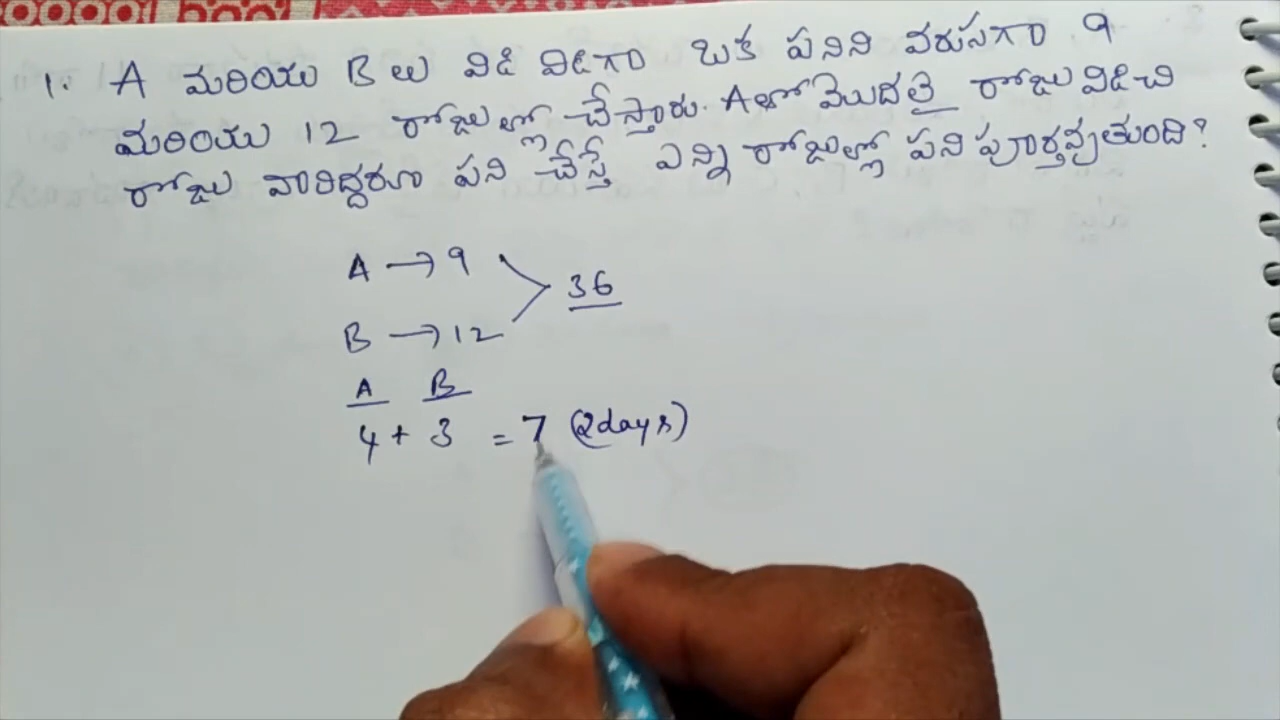 1. A మరియు B లు విడి విడిగా ఒక పనిని వరుసగా 9
మరియు 12 రోజుల్లో చేస్తారు. A తో మొదలై రోజు విడిచి
రోజు వారిద్దరూ పని చేస్తే ఎన్ని రోజుల్లో పని పూర్తవుతుంది?
A → 9
36
B → 12
A B
4 + 3 = 7 (2days)